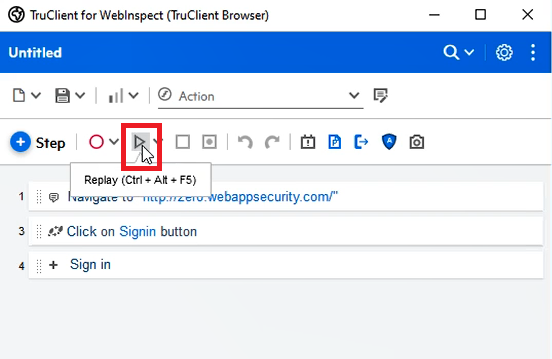 TruClient for WebInspect (TruClient Browser)
Untitled
Action
Step
Replay (Ctrl + Alt + F5)
1 Navigate to "http://zero.webappsecurity.com/"
3 Click on Signin button
4 Sign in